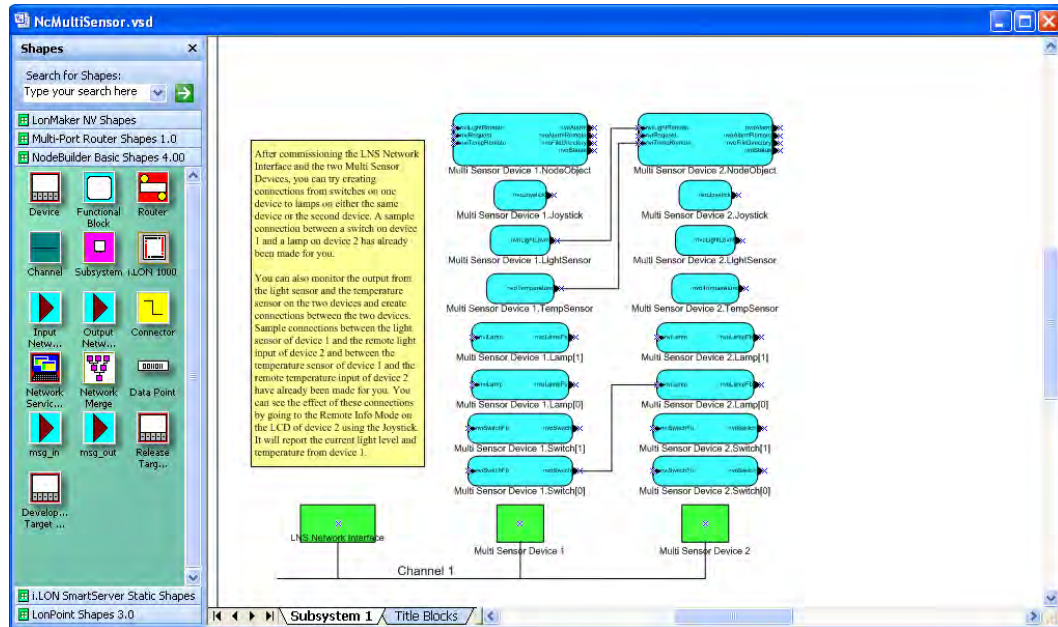 NcMultiSensor.vsd
Shapes
Search for Shapes:
Type your search here
LonMaker NV Shapes
Multi-Port Router Shapes 1.0
NodeBuilder Basic Shapes 4.00
Device
Functional Block
Router
Channel
Subsystem
i.LON 1000
Input Netw...
Output Netw...
Connector
Network Servic...
Network Merge
Data Point
msg_in
msg_out
Release Targ...
Develop... Target ...
i.LON SmartServer Static Shapes
LonPoint Shapes 3.0
After commissioning the LNS Network
Interface and the two Multi Sensor
Devices, you can try creating
connections from switches on one
device to lamps on either the same
device or the second device. A sample
connection between a switch on device
1 and a lamp on device 2 has already
been made for you.
You can also monitor the output from
the light sensor and the temperature
sensor on the two devices and create
connections between the two devices.
Sample connections between the light
sensor of device 1 and the remote light
input of device 2 and between the
temperature sensor of device 1 and the
remote temperature input of device 2
have already been made for you. You
can see the effect of these connections
by going to the Remote Info Mode on
the LCD of device 2 using the Joystick.
It will report the current light level and
temperature from device 1.
Multi Sensor Device 1.NodeObject
Multi Sensor Device 2.NodeObject
Multi Sensor Device 1.Joystick
Multi Sensor Device 2.Joystick
Multi Sensor Device 1.LightSensor
Multi Sensor Device 2.LightSensor
Multi Sensor Device 1.TempSensor
Multi Sensor Device 2.TempSensor
Multi Sensor Device 1.Lamp[1]
Multi Sensor Device 2.Lamp[1]
Multi Sensor Device 1.Lamp[0]
Multi Sensor Device 2.Lamp[0]
Multi Sensor Device 1.Switch[1]
Multi Sensor Device 2.Switch[1]
Multi Sensor Device 1.Switch[0]
Multi Sensor Device 2.Switch[0]
LNS Network Interface
Multi Sensor Device 1
Multi Sensor Device 2
Channel 1
Subsystem 1
Title Blocks